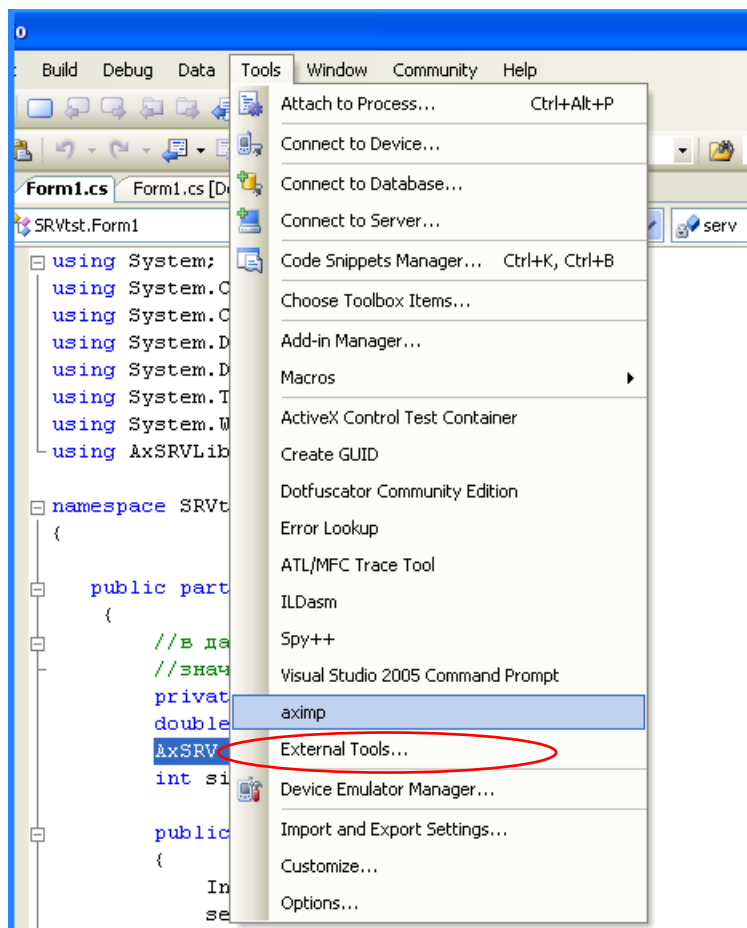 o
Build Debug Data Tools Window Community Help
Attach to Process... Ctrl+Alt+P
Connect to Device...
Connect to Database...
Connect to Server...
Code Snippets Manager... Ctrl+K, Ctrl+B
Choose Toolbox Items...
Add-in Manager...
Macros
ActiveX Control Test Container
Create GUID
Dotfuscator Community Edition
Error Lookup
ATL/MFC Trace Tool
ILDasm
Spy++
Visual Studio 2005 Command Prompt
aximp
External Tools...
Device Emulator Manager...
Import and Export Settings...
Customize...
Options...
Form1.cs Form1.cs [D
SRVtst.Form1
serv
using System;
using System.C
using System.C
using System.D
using System.D
using System.T
using System.W
using AxSRVLib
namespace SRVt
{
public part
{
//в да
//знач
privat
double
AxSRV
int si
public
{
In
se